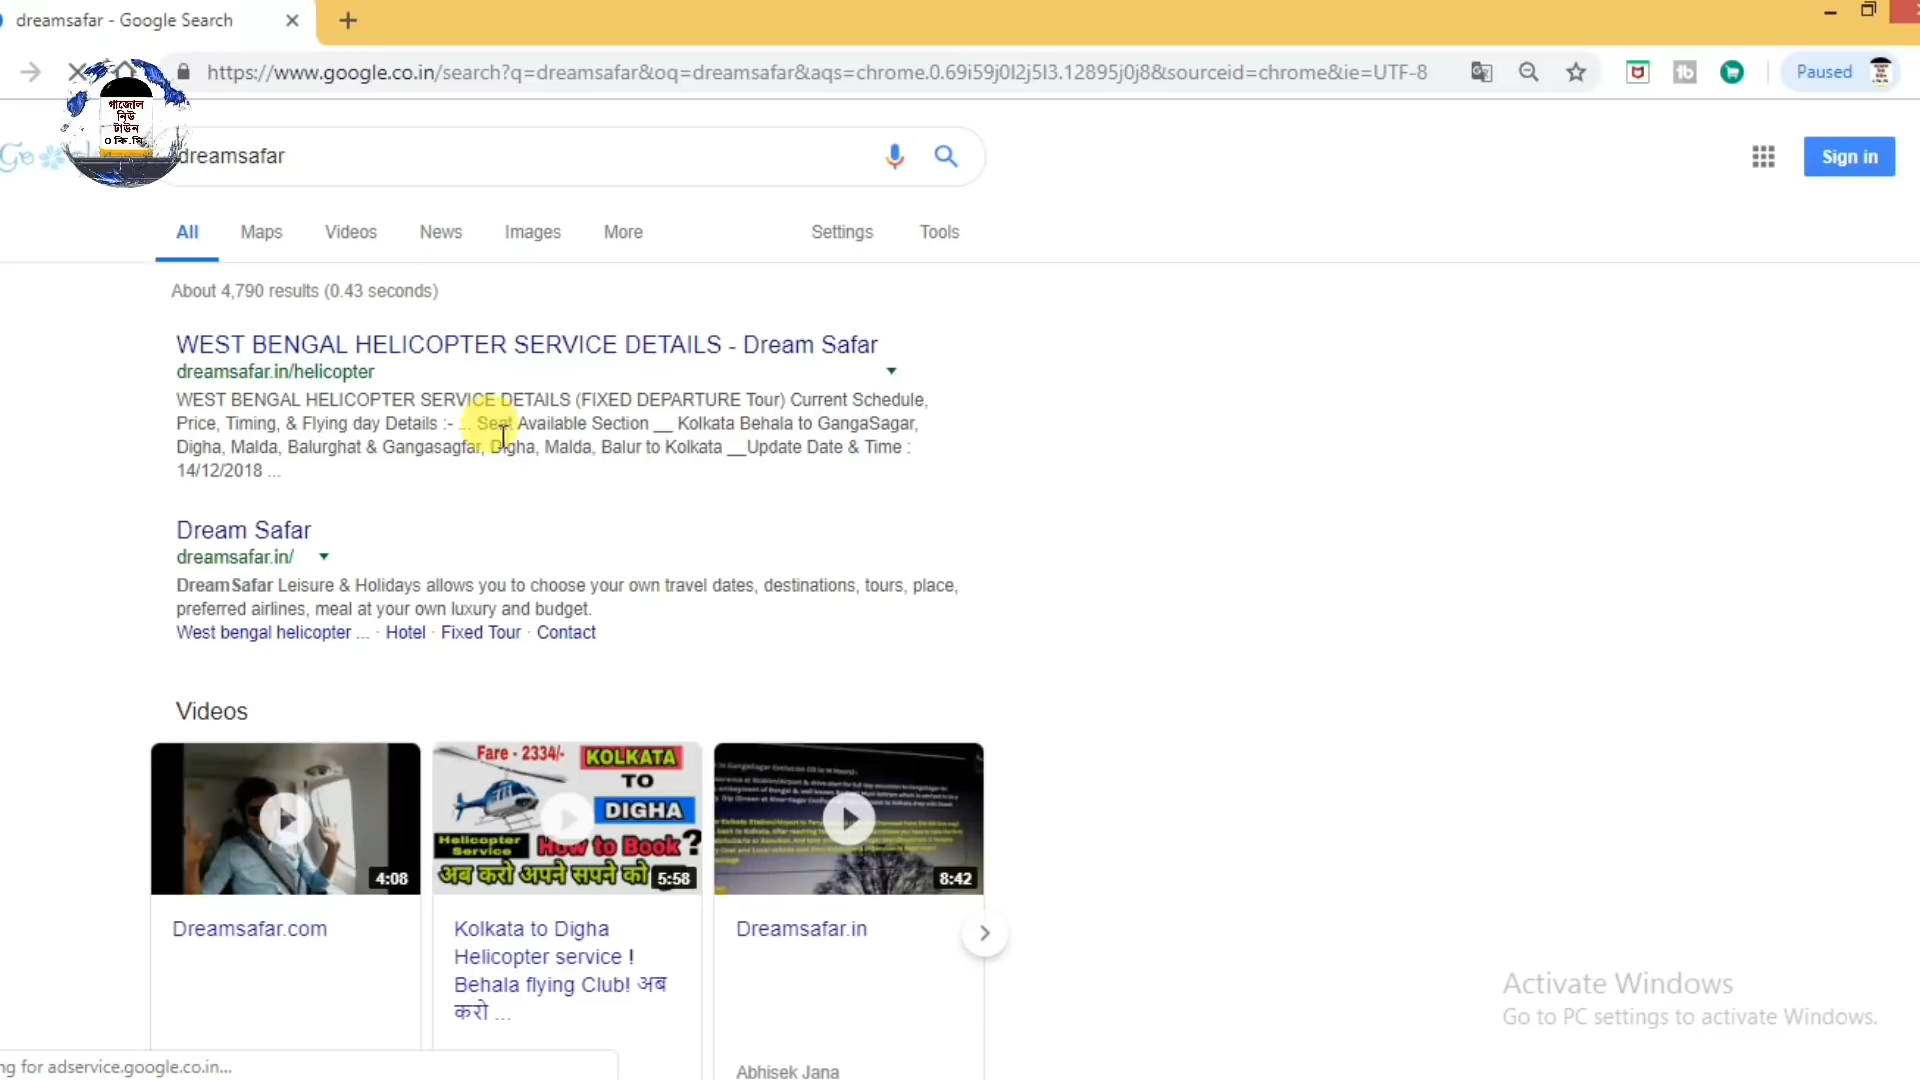 dreamsafar - Google Search
https://www.google.co.in/search?q=dreamsafar&oq=dreamsafar&aqs=chrome.0.69i59j0l2j5l3.12895j0j8&sourceid=chrome&ie=UTF-8
Paused
গাজোল
নিউ
টাউন
০ কি.মি
dreamsafar
Sign in
All Maps Videos News Images More Settings Tools
About 4,790 results (0.43 seconds)
WEST BENGAL HELICOPTER SERVICE DETAILS - Dream Safar
dreamsafar.in/helicopter
WEST BENGAL HELICOPTER SERVICE DETAILS (FIXED DEPARTURE Tour) Current Schedule,
Price, Timing, & Flying day Details :- ... Seat Available Section __ Kolkata Behala to GangaSagar,
Digha, Malda, Balurghat & Gangasagfar, Digha, Malda, Balur to Kolkata __Update Date & Time :
14/12/2018 ...
Dream Safar
dreamsafar.in/
DreamSafar Leisure & Holidays allows you to choose your own travel dates, destinations, tours, place,
preferred airlines, meal at your own luxury and budget.
West bengal helicopter ... · Hotel · Fixed Tour · Contact
Videos
Fare - 2334/- KOLKATA
TO
DIGHA
Helicopter
Service
How to Book ?
अब करो अपने सपने को
4:08
5:58
8:42
Dreamsafar.com
Kolkata to Digha
Helicopter service !
Behala flying Club! अब
करो ...
Dreamsafar.in
Abhisek Jana
Activate Windows
Go to PC settings to activate Windows.
ng for adservice.google.co.in...